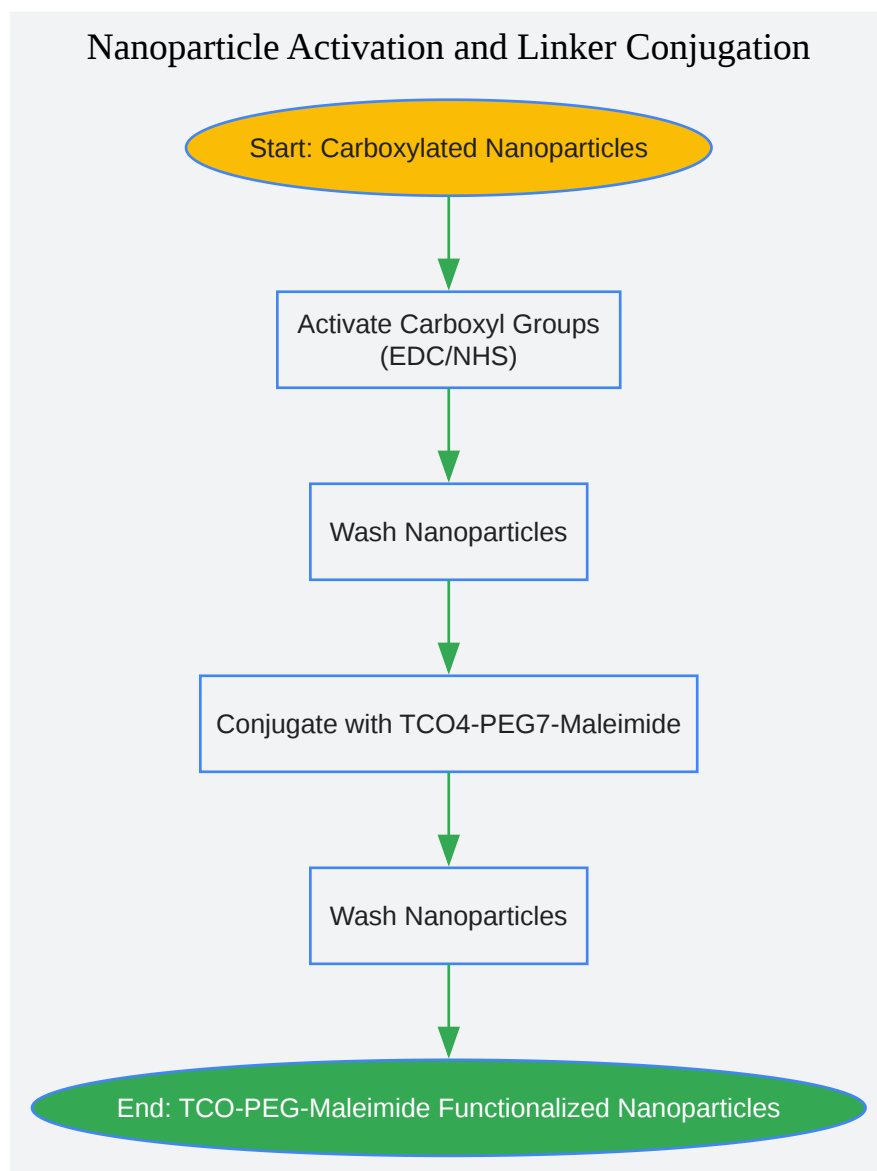 Nanoparticle Activation and Linker Conjugation
Start: Carboxylated Nanoparticles
Activate Carboxyl Groups
(EDC/NHS)
Wash Nanoparticles
Conjugate with TCO4-PEG7-Maleimide
Wash Nanoparticles
End: TCO-PEG-Maleimide Functionalized Nanoparticles